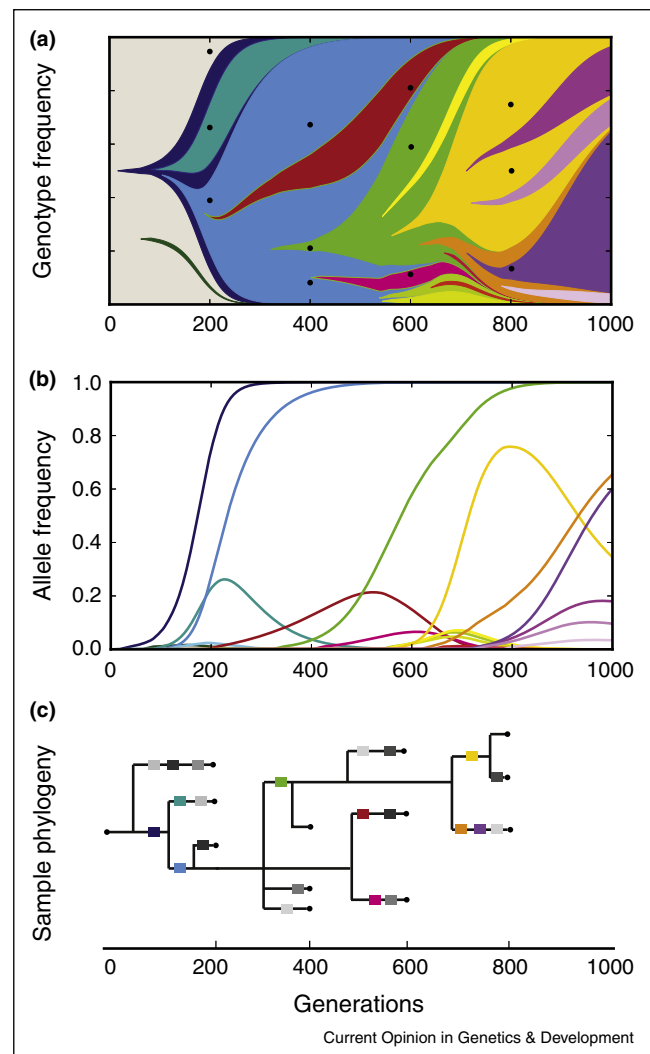 (a)
Genotype frequency
0 200 400 600 800 1000
(b)
Allele frequency
1.0
0.8
0.6
0.4
0.2
0.0
0 200 400 600 800 1000
(c)
Sample phylogeny
0 200 400 600 800 1000
Generations
Current Opinion in Genetics & Development